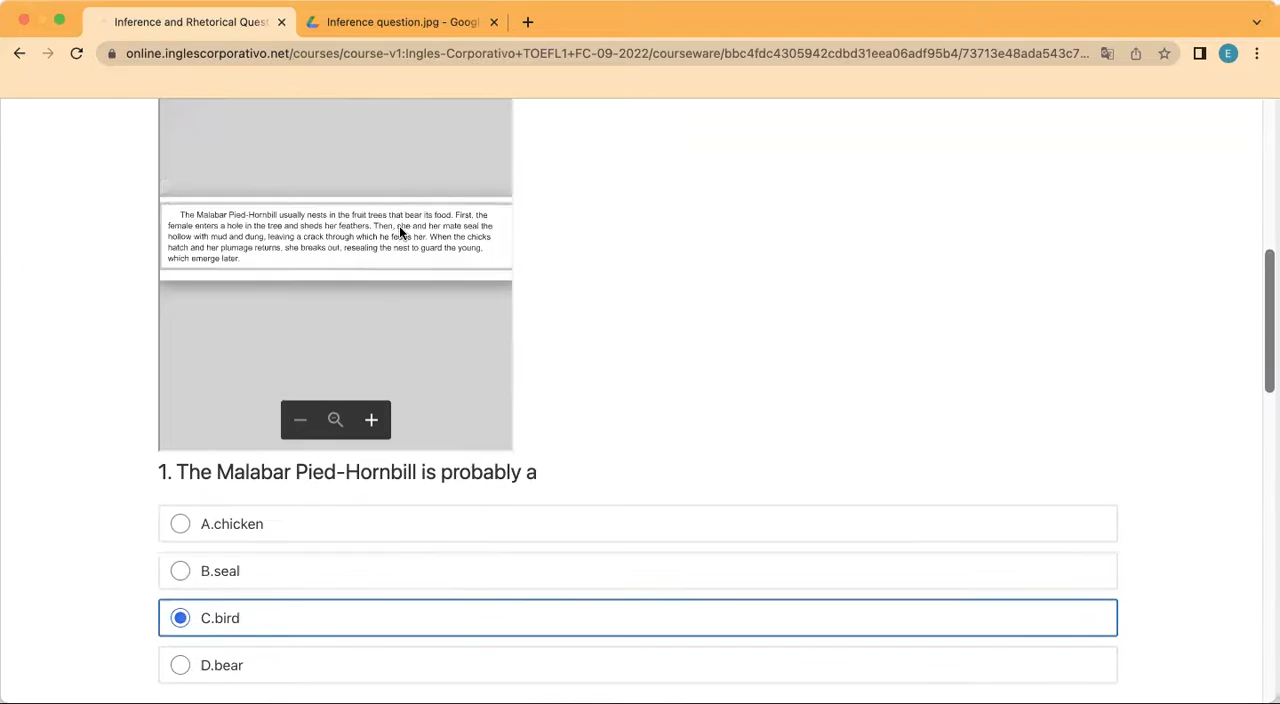 Inference and Rhetorical Quest
Inference question.jpg - Googl
online.inglescorporativo.net/courses/course-v1:Ingles-Corporativo+TOEFL1+FC-09-2022/courseware/bbc4fdc4305942cdbd31eea06adf95b4/73713e48ada543c7...
E
The Malabar Pied-Hornbill usually nests in the fruit trees that bear its food. First, the
female enters a hole in the tree and sheds her feathers. Then, she and her mate seal the
hollow with mud and dung, leaving a crack through which he feeds her. When the chicks
hatch and her plumage returns, she breaks out, resealing the nest to guard the young,
which emerge later.
1. The Malabar Pied-Hornbill is probably a
A.chicken
B.seal
C.bird
D.bear